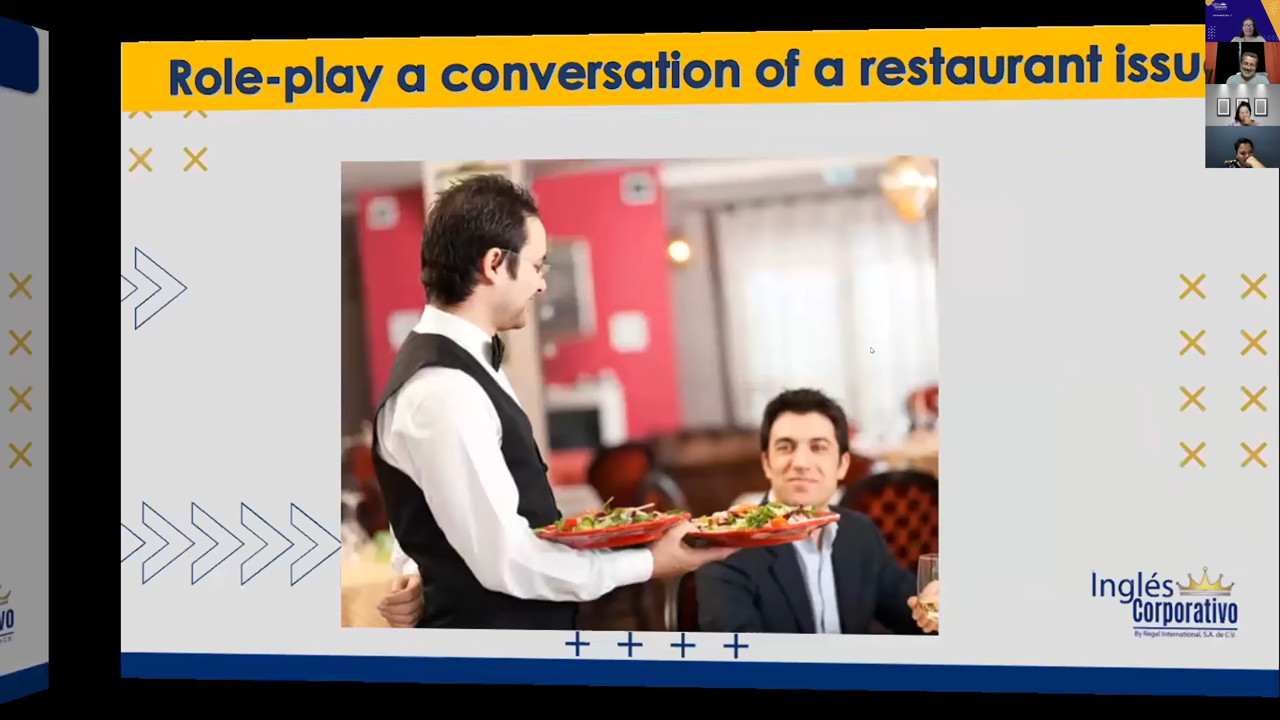 Role-play a conversation of a restaurant issu
Inglés
Corporativo
By Regal International, S.A. de C.V.